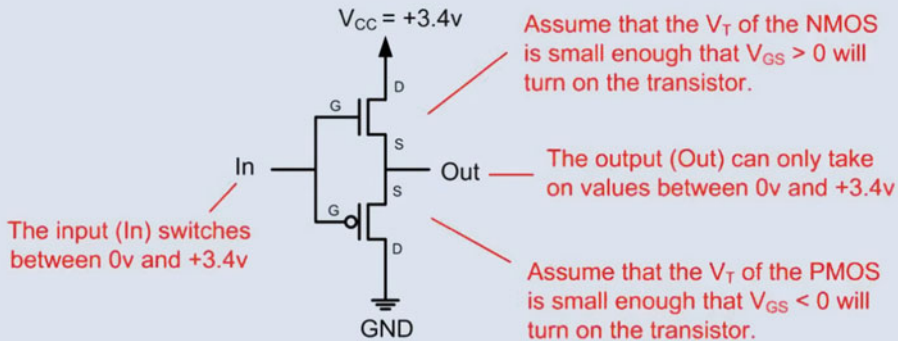 V_CC = +3.4v
Assume that the V_T of the NMOS
is small enough that V_GS > 0 will
turn on the transistor.
D
G
S
In
Out
The output (Out) can only take
on values between 0v and +3.4v
S
G
D
The input (In) switches
between 0v and +3.4v
Assume that the V_T of the PMOS
is small enough that V_GS < 0 will
turn on the transistor.
GND